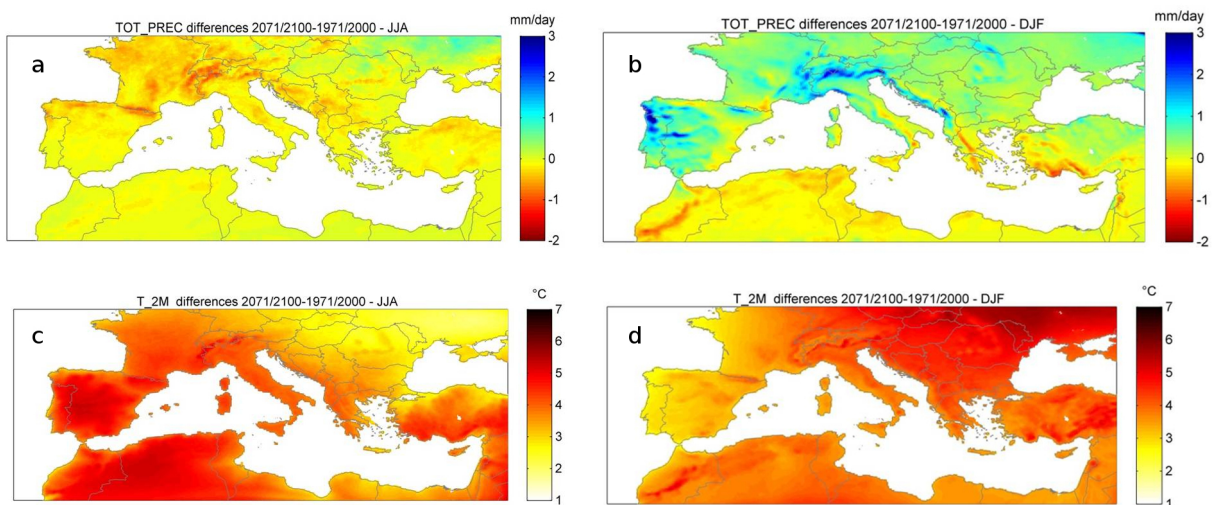 TOT_PREC differences 2071/2100-1971/2000 - JJA
mm/day
a
3
2
1
0
-1
-2
TOT_PREC differences 2071/2100-1971/2000 - DJF
mm/day
b
3
2
1
0
-1
-2
T_2M differences 2071/2100-1971/2000 - JJA
°C
c
7
6
5
4
3
2
1
T_2M differences 2071/2100-1971/2000 - DJF
°C
d
7
6
5
4
3
2
1